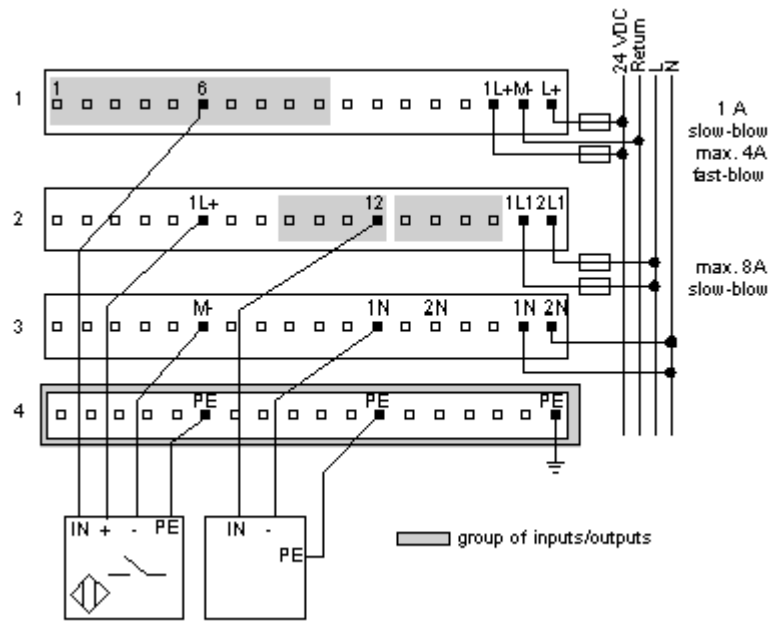 24 VDC
Return
L
N
1
1 6 1L+ M- L+
1 A
slow-blow
max. 4A
fast-blow
2
1L+ 12 1L1 2L1
max. 8A
slow-blow
3
M- 1N 2N 1N 2N
4
PE PE PE
IN + - PE
IN -
PE
group of inputs/outputs